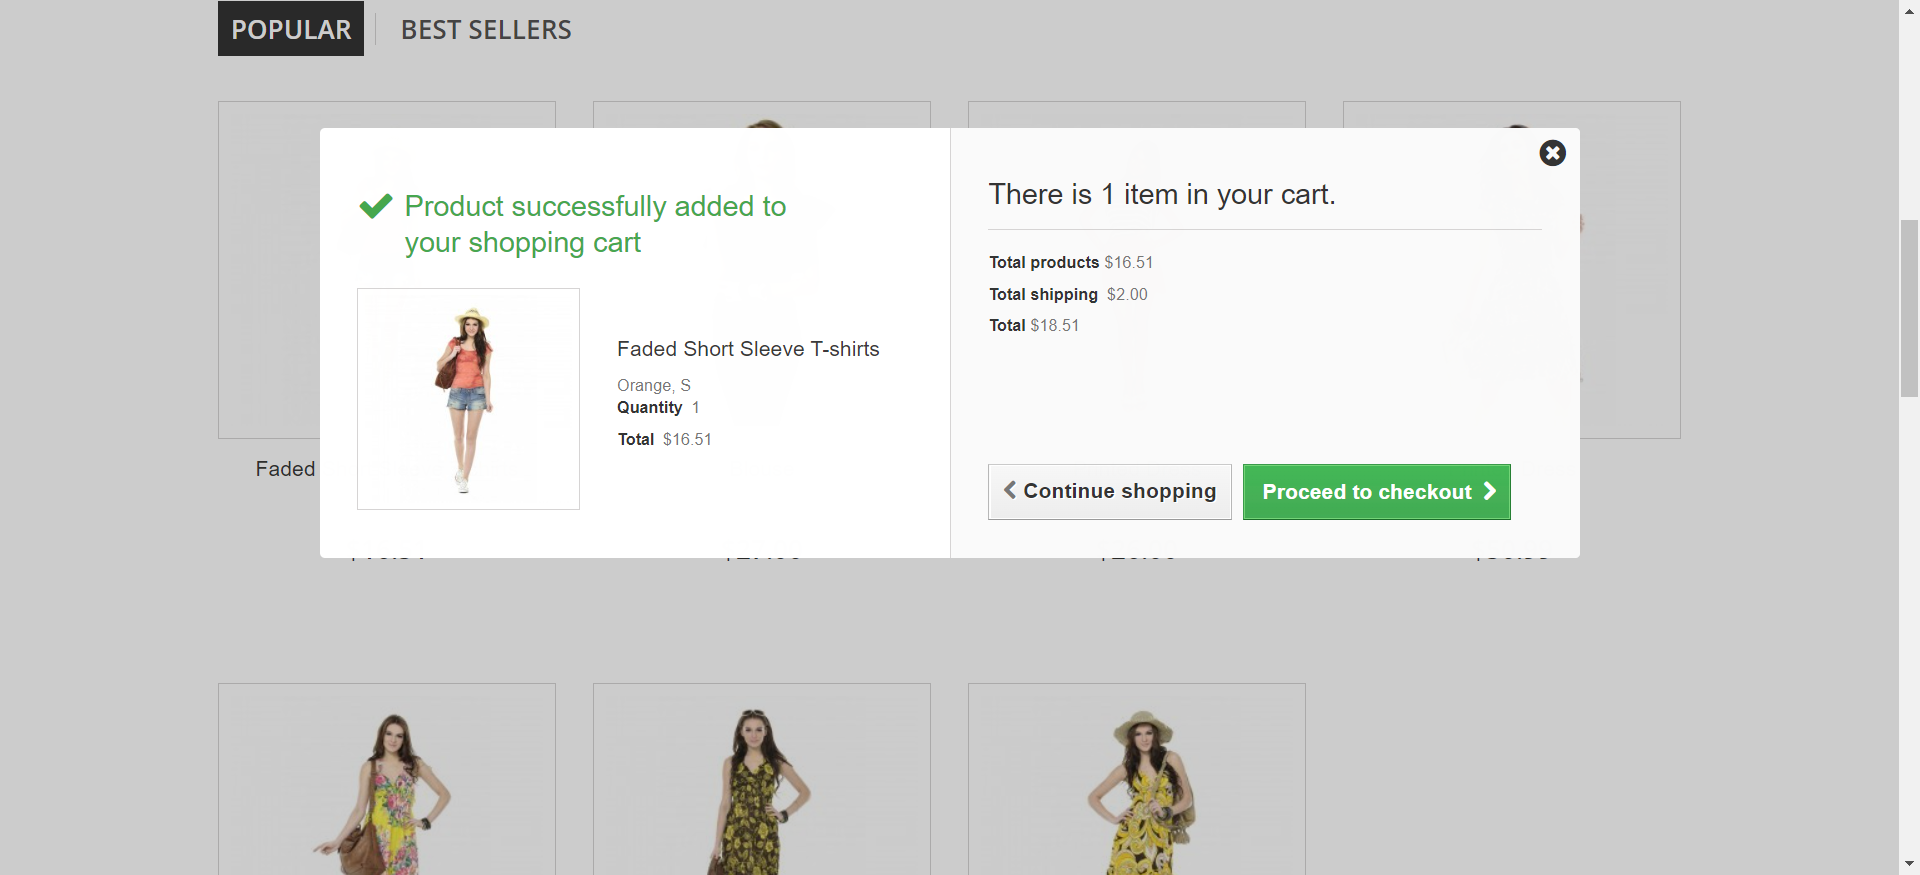 POPULAR
BEST SELLERS
Product successfully added to
your shopping cart
Faded Short Sleeve T-shirts
Orange, S
Quantity 1
Total $16.51
There is 1 item in your cart.
Total products $16.51
Total shipping $2.00
Total $18.51
Continue shopping
Proceed to checkout
Faded